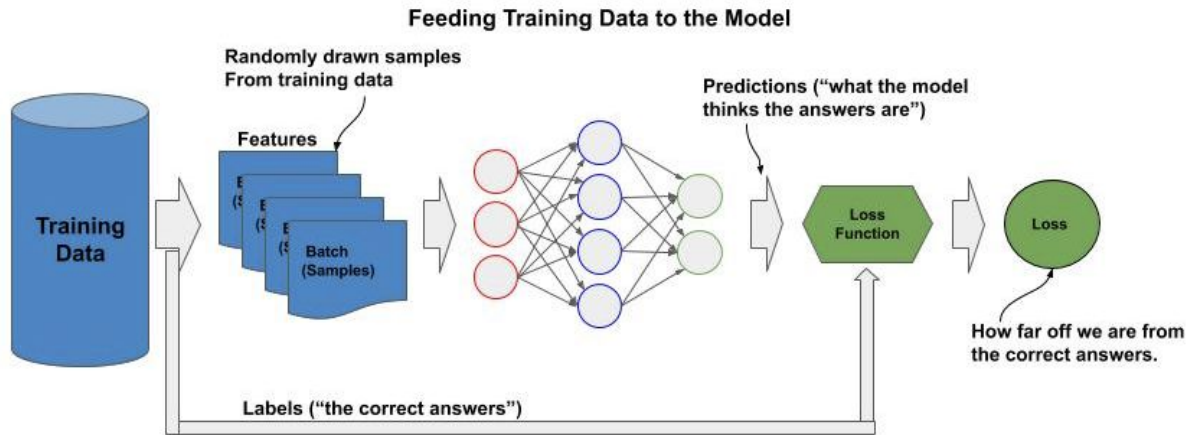 Feeding Training Data to the Model
Randomly drawn samples
From training data
Predictions (“what the model
thinks the answers are”)
Features
Training
Data
Batch
(Samples)
Loss
Function
Loss
How far off we are from
the correct answers.
Labels (“the correct answers”)